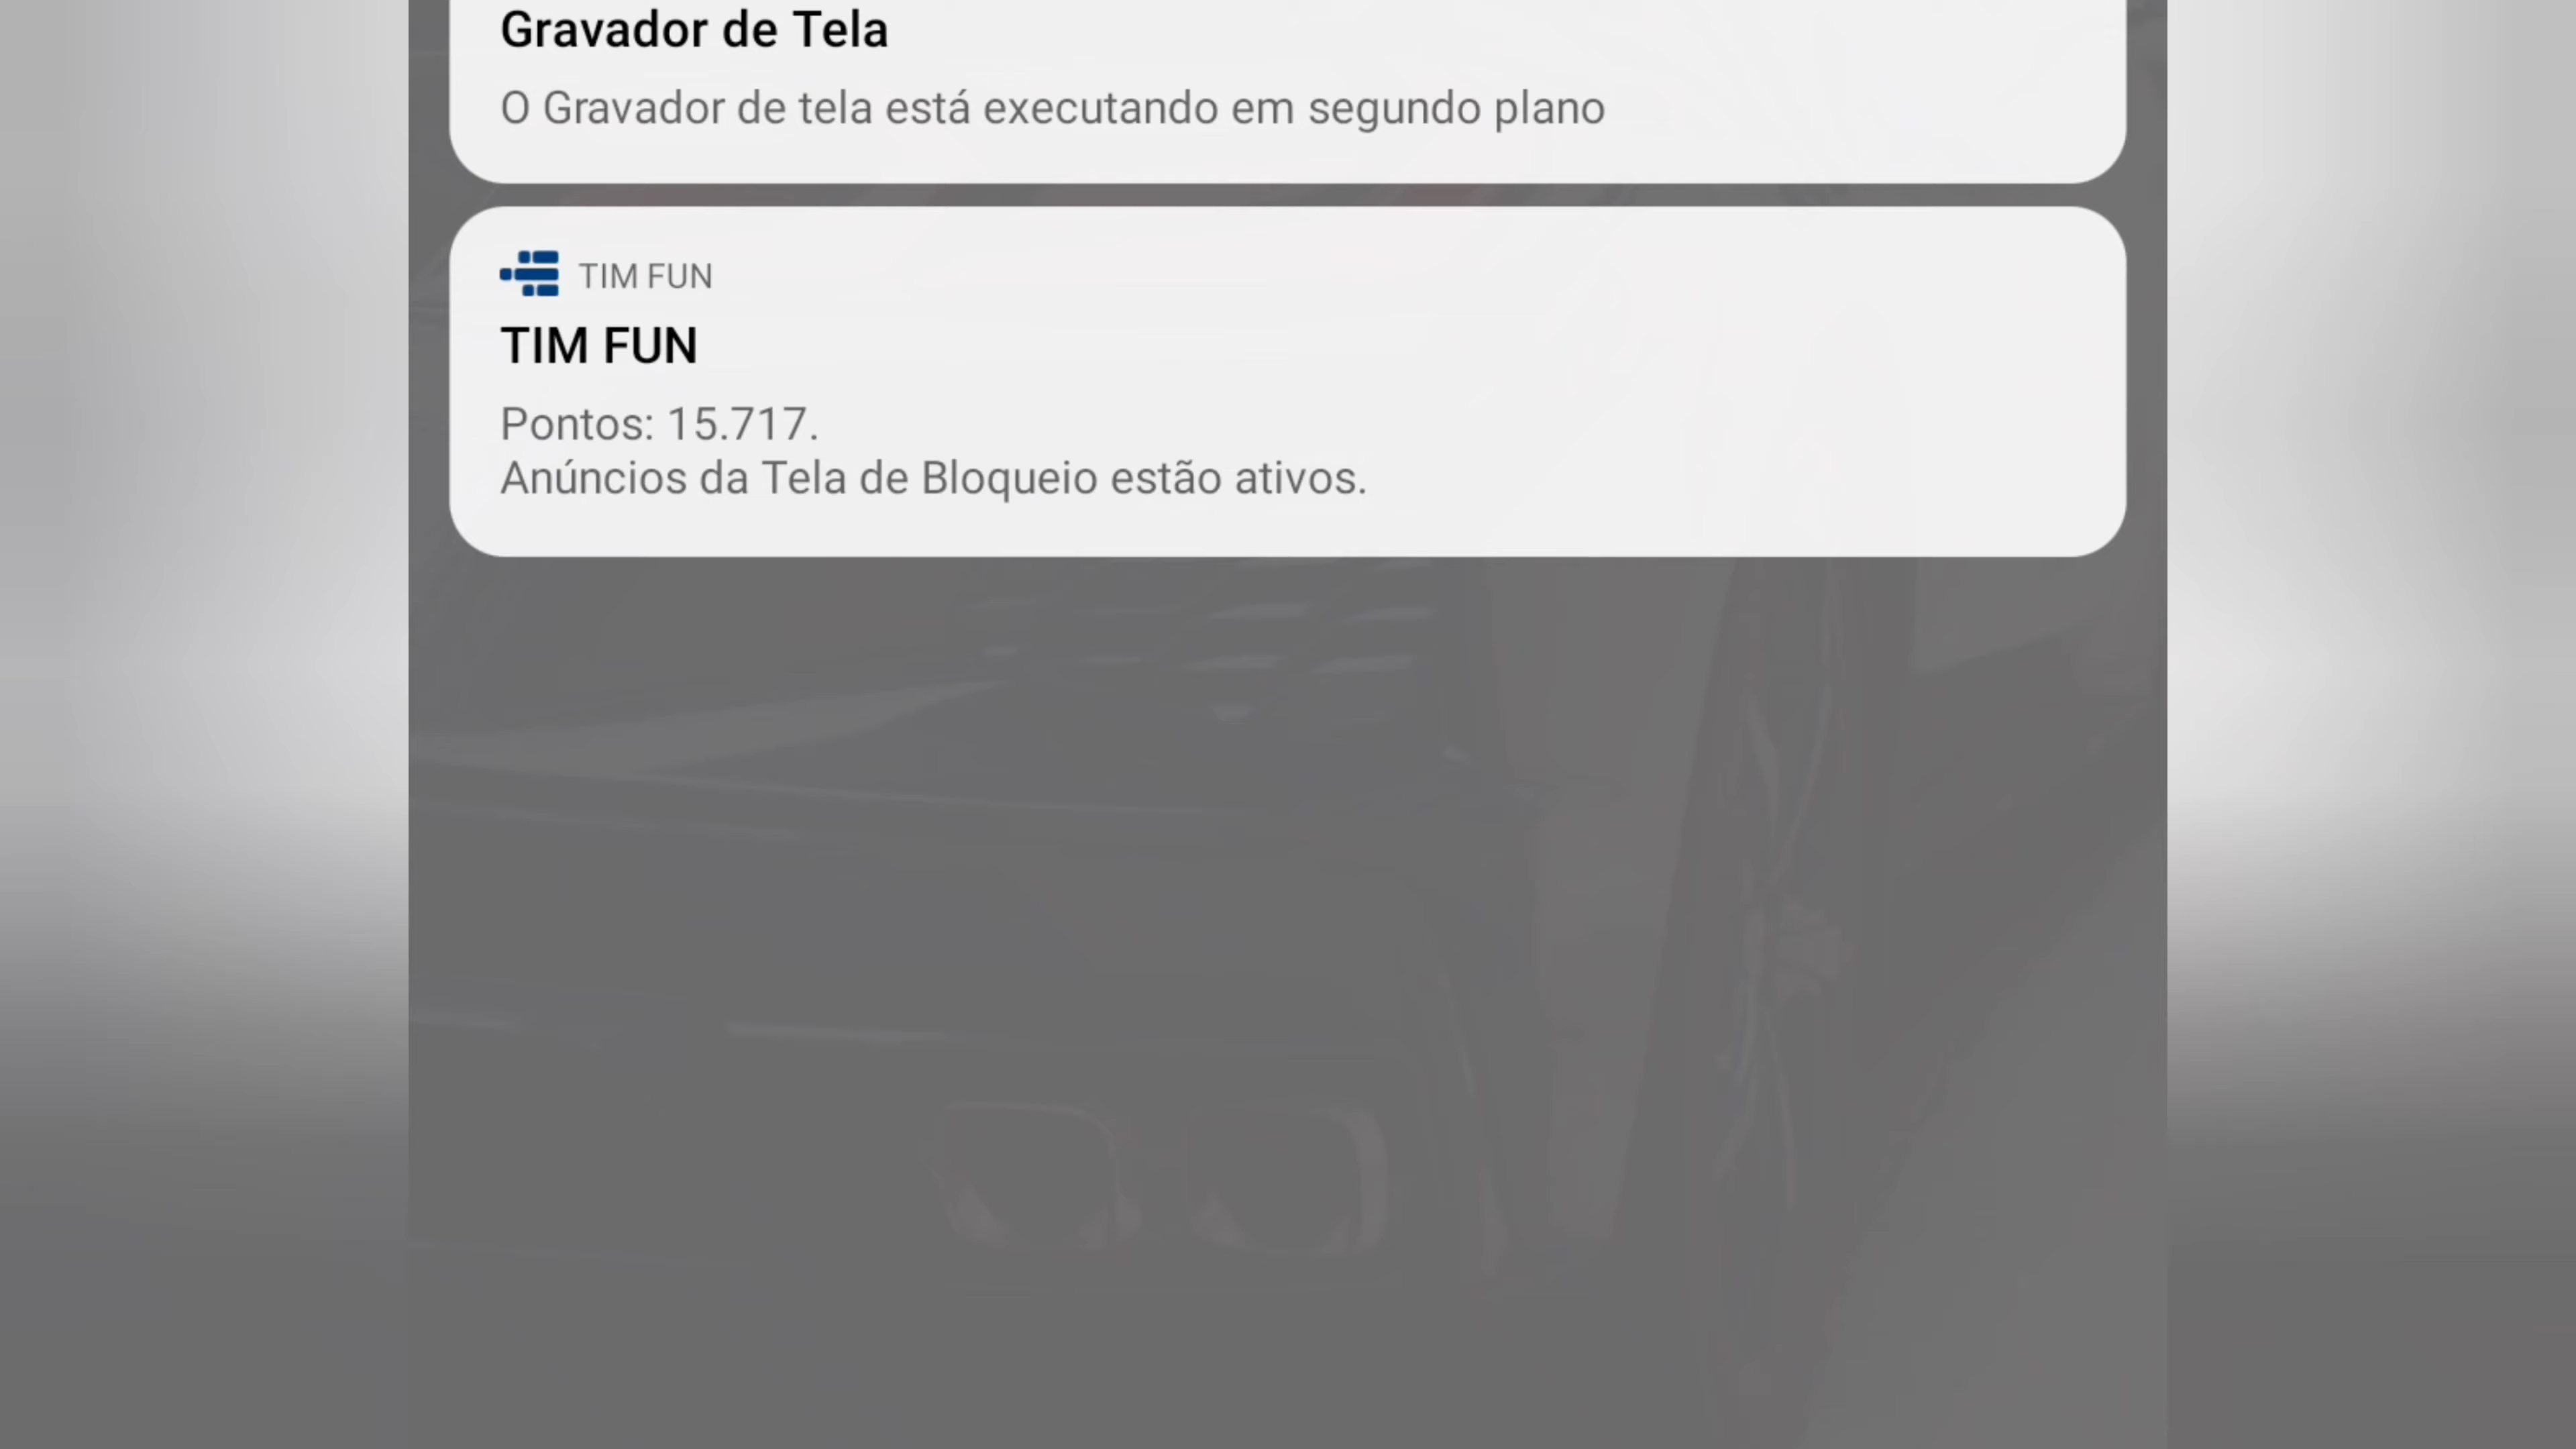 Gravador de Tela
O Gravador de tela está executando em segundo plano
TIM FUN
TIM FUN
Pontos: 15.717.
Anúncios da Tela de Bloqueio estão ativos.